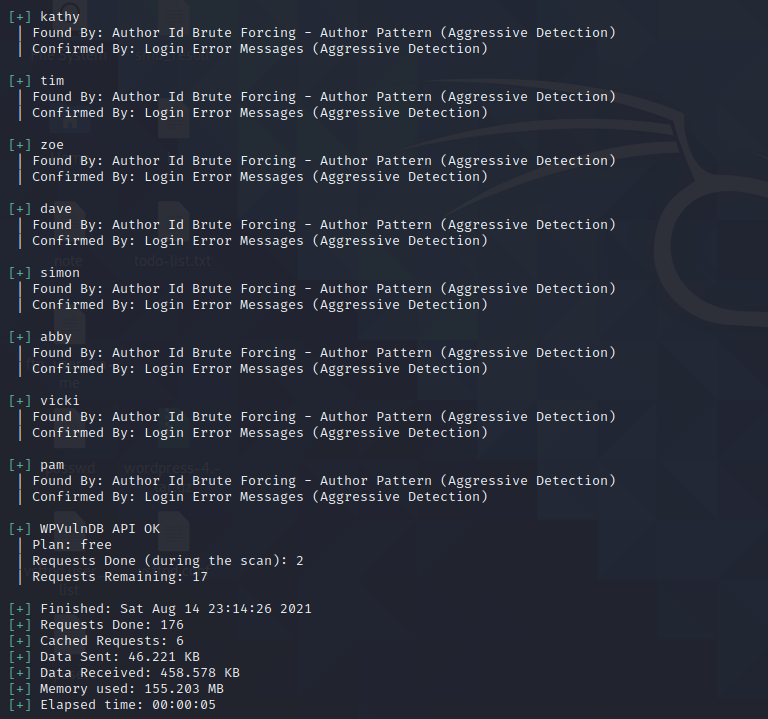 [+] kathy
| Found By: Author Id Brute Forcing - Author Pattern (Aggressive Detection)
| Confirmed By: Login Error Messages (Aggressive Detection)
[+] tim
| Found By: Author Id Brute Forcing - Author Pattern (Aggressive Detection)
| Confirmed By: Login Error Messages (Aggressive Detection)
[+] zoe
| Found By: Author Id Brute Forcing - Author Pattern (Aggressive Detection)
| Confirmed By: Login Error Messages (Aggressive Detection)
[+] dave
| Found By: Author Id Brute Forcing - Author Pattern (Aggressive Detection)
| Confirmed By: Login Error Messages (Aggressive Detection)
note todo-list.txt
[+] simon
| Found By: Author Id Brute Forcing - Author Pattern (Aggressive Detection)
| Confirmed By: Login Error Messages (Aggressive Detection)
[+] abby
| Found By: Author Id Brute Forcing - Author Pattern (Aggressive Detection)
| Confirmed By: Login Error Messages (Aggressive Detection)
me
[+] vicki
| Found By: Author Id Brute Forcing - Author Pattern (Aggressive Detection)
| Confirmed By: Login Error Messages (Aggressive Detection)
[+] pam
wordpress-4.-
| Found By: Author Id Brute Forcing - Author Pattern (Aggressive Detection)
| Confirmed By: Login Error Messages (Aggressive Detection)
[+] WPVulnDB API OK
| Plan: free
| Requests Done (during the scan): 2
| Requests Remaining: 17
list
[+] Finished: Sat Aug 14 23:14:26 2021
[+] Requests Done: 176
[+] Cached Requests: 6
[+] Data Sent: 46.221 KB
[+] Data Received: 458.578 KB
[+] Memory used: 155.203 MB
[+] Elapsed time: 00:00:05